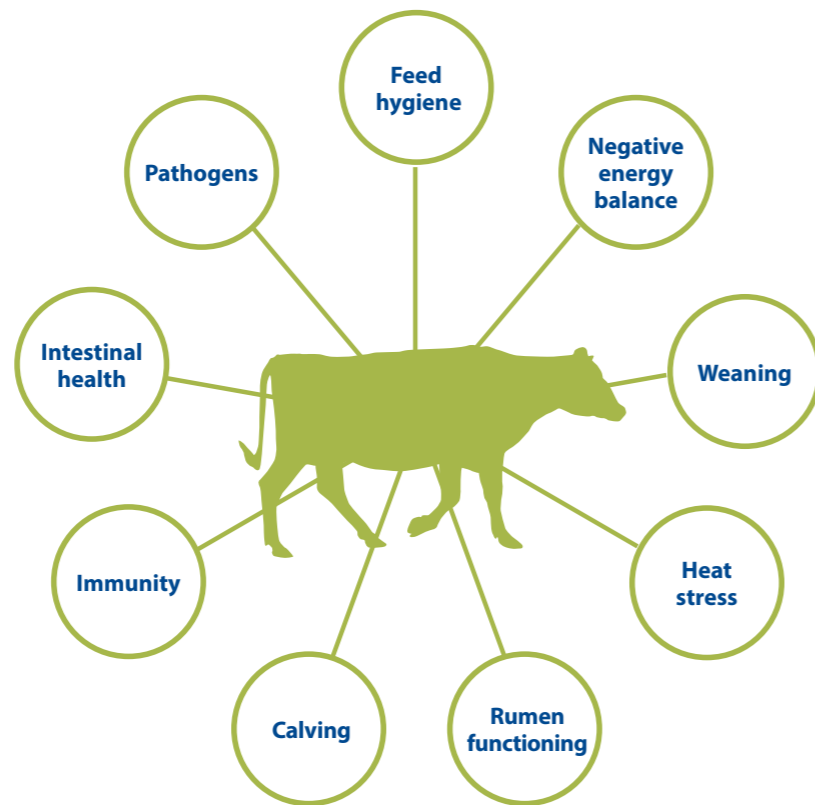 Feed
hygiene
Negative
energy
balance
Weaning
Heat
stress
Rumen
functioning
Calving
Immunity
Intestinal
health
Pathogens